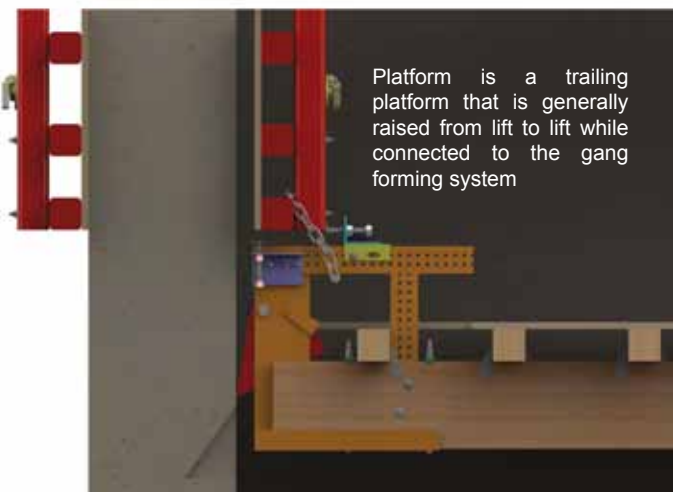 Platform is a trailing
platform that is generally
raised from lift to lift while
connected to the gang
forming system